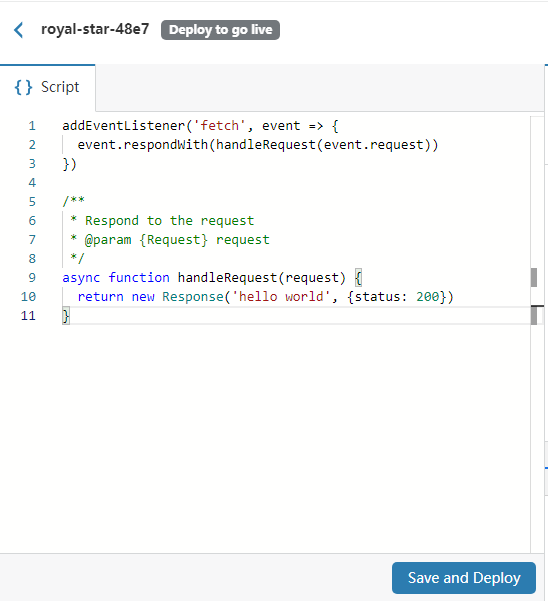 royal-star-48e7 Deploy to go live
{} Script
1 addEventListener('fetch', event => {
2   event.respondWith(handleRequest(event.request))
3 })
4
5 /**
6  * Respond to the request
7  * @param {Request} request
8  */
9 async function handleRequest(request) {
10   return new Response('hello world', {status: 200})
11 }
Save and Deploy